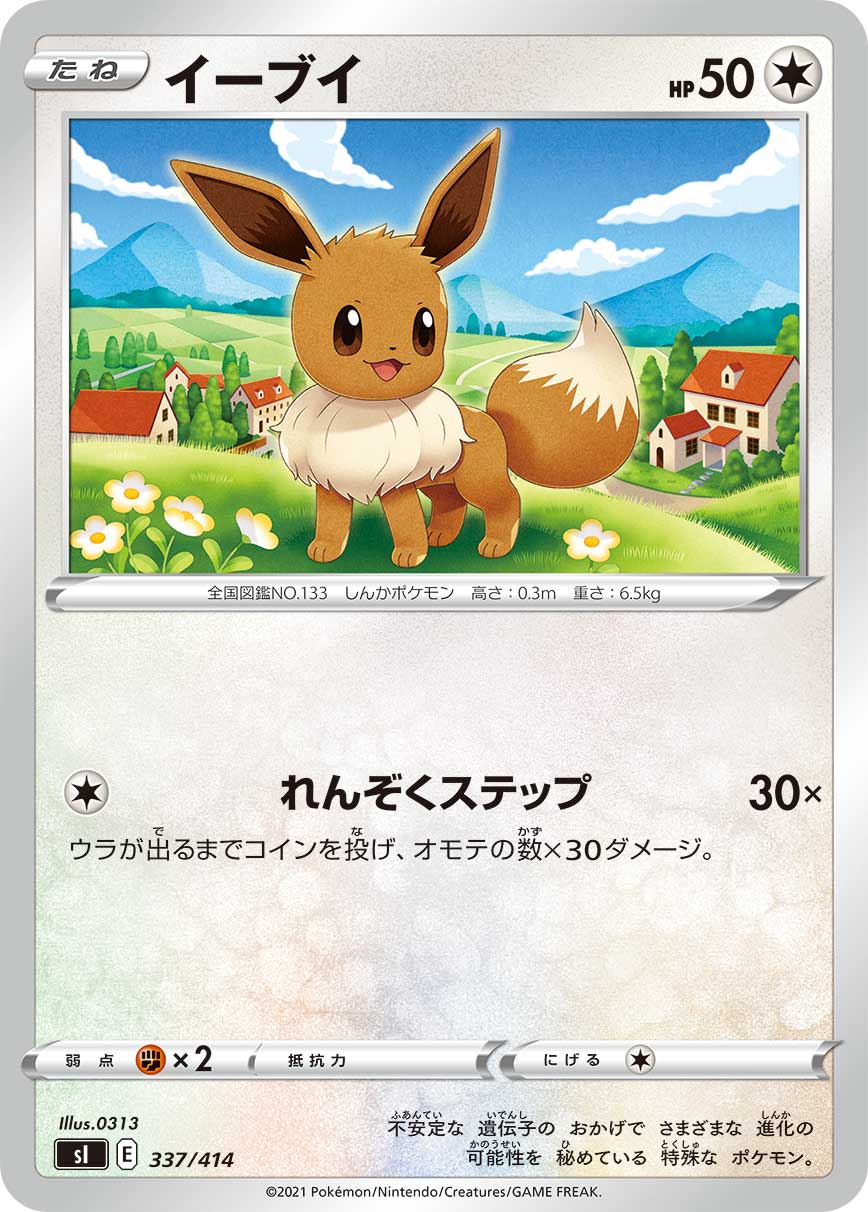 たね イーブイ HP50
全国図鑑NO.133 しんかポケモン 高さ:0.3m 重さ:6.5kg
れんぞくステップ 30×
ウラが出るまでコインを投げ、オモテの数×30ダメージ。
弱点 ×2 抵抗力 にげる
Illus.0313
sI E 337/414
不安定な 遺伝子の おかげで さまざまな 進化の
可能性を 秘めている 特殊な ポケモン。
©2021 Pokémon/Nintendo/Creatures/GAME FREAK.